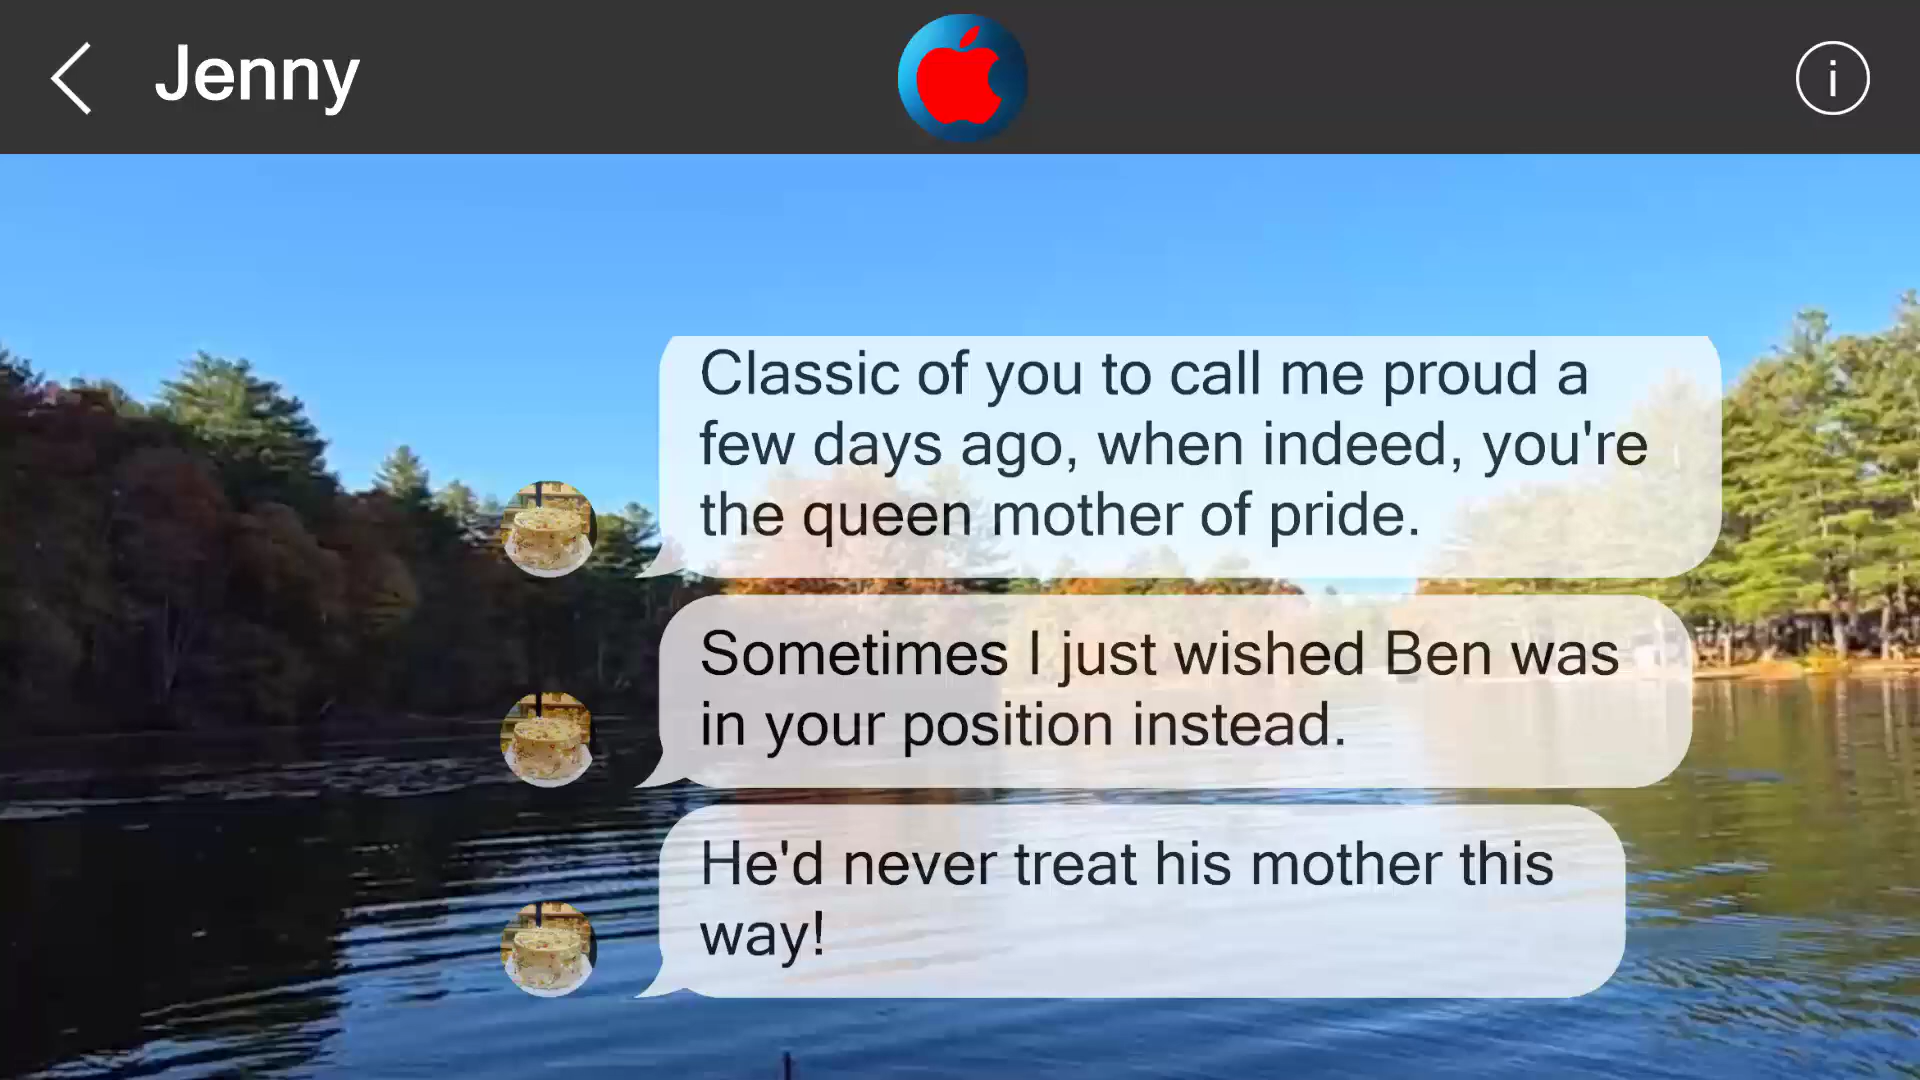 Jenny
i
Classic of you to call me proud a
few days ago, when indeed, you're
the queen mother of pride.
Sometimes I just wished Ben was
in your position instead.
He'd never treat his mother this
way!